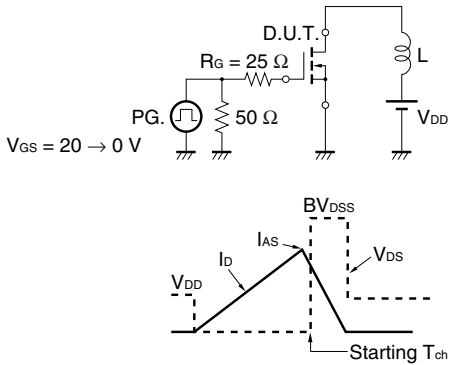 D.U.T.
RG = 25 Ω
L
PG.
50 Ω
VDD
VGS = 20 → 0 V
BVDSS
IAS
ID
VDS
VDD
Starting Tch